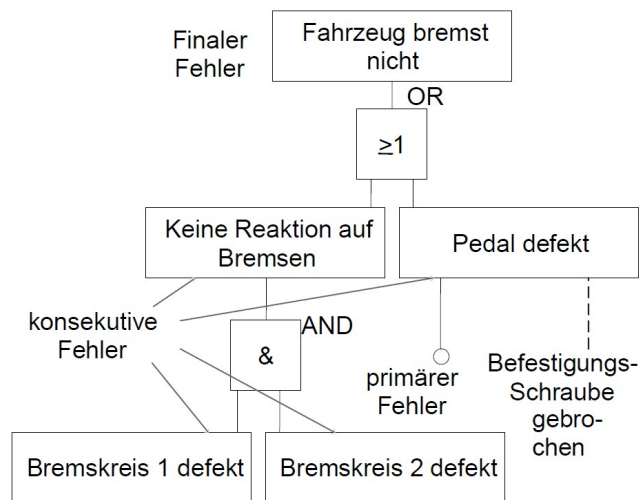 Finaler
Fehler
Fahrzeug bremst
nicht
OR
≥1
Keine Reaktion auf
Bremsen
Pedal defekt
konsekutive
Fehler
AND
&
primärer
Fehler
Befestigungs-
Schraube
gebro-
chen
Bremskreis 1 defekt
Bremskreis 2 defekt